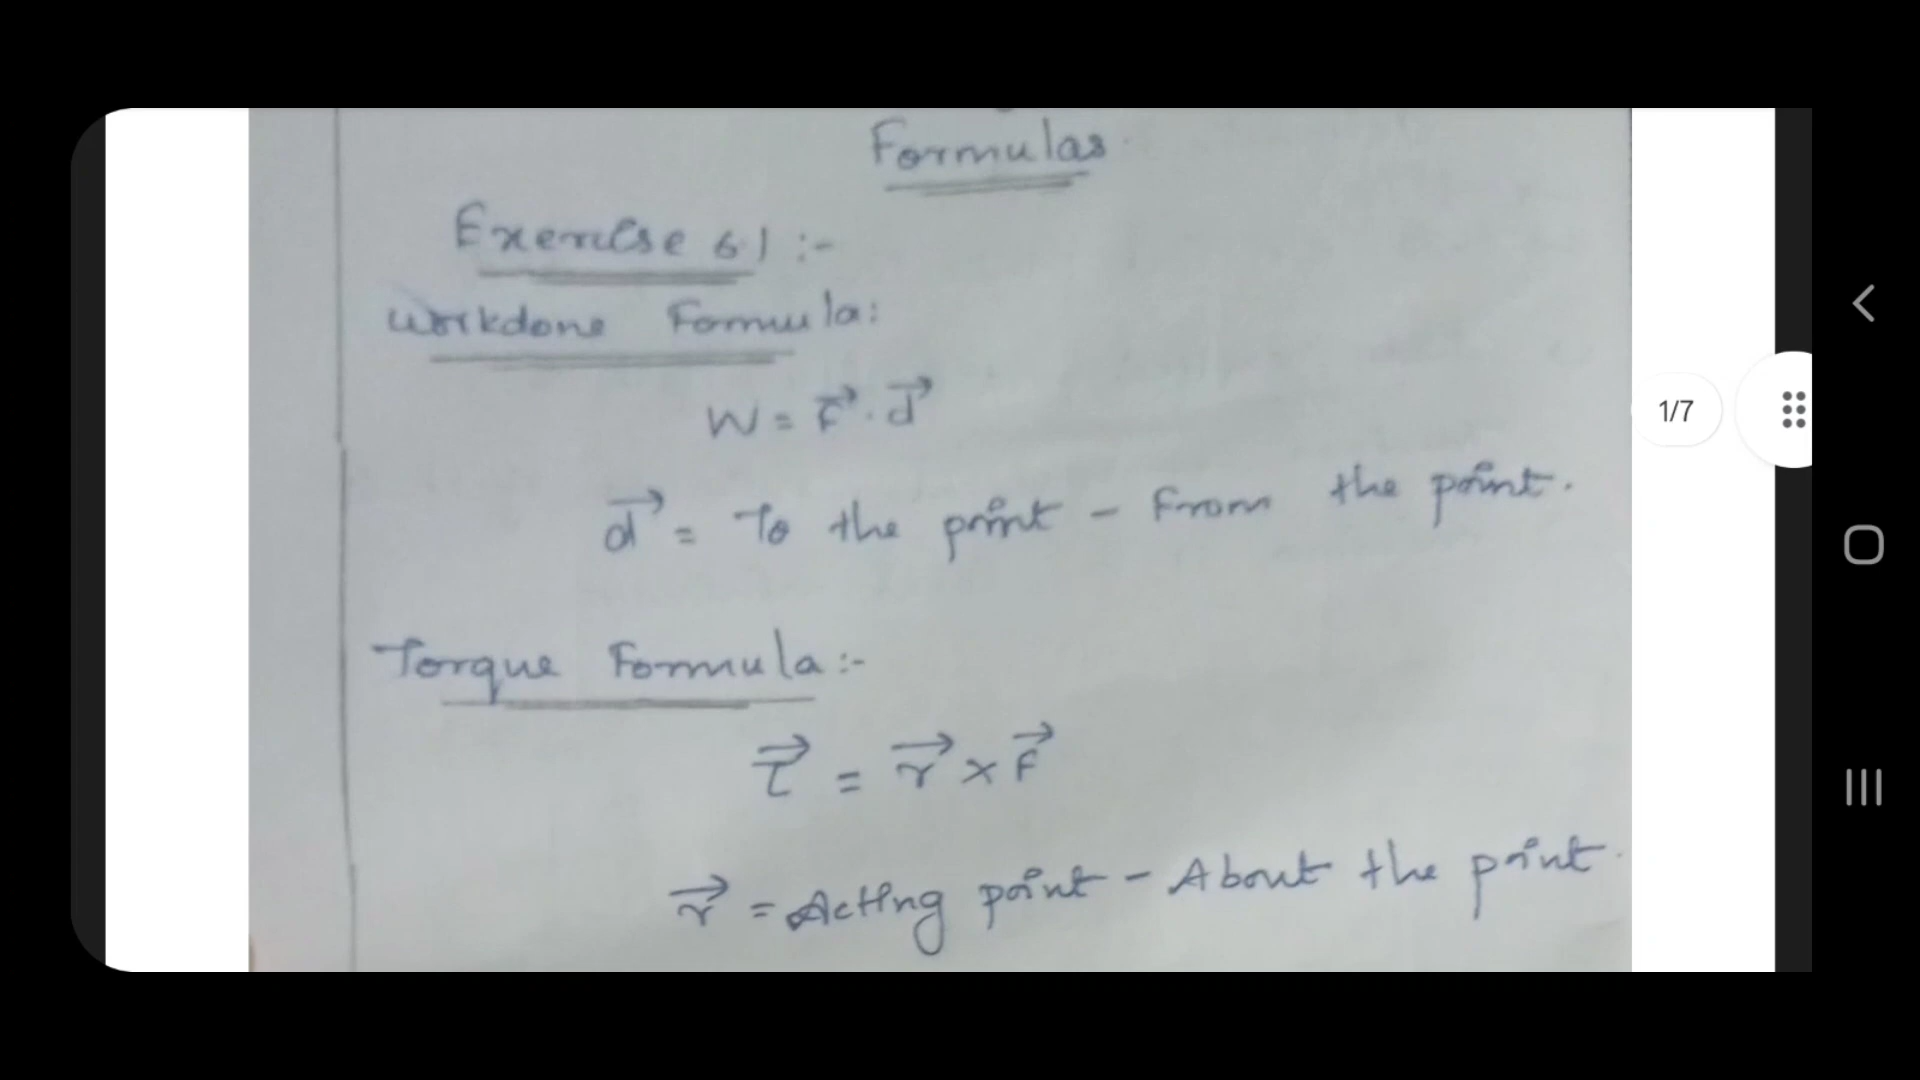 Formulas
Exercise 6.1 :-
Workdone Formula:
W = F⃗ . d⃗
d⃗ = To the point - From the point.
Torque Formula :-
τ⃗ = r⃗ × F⃗
r⃗ = Acting point - About the point
1/7